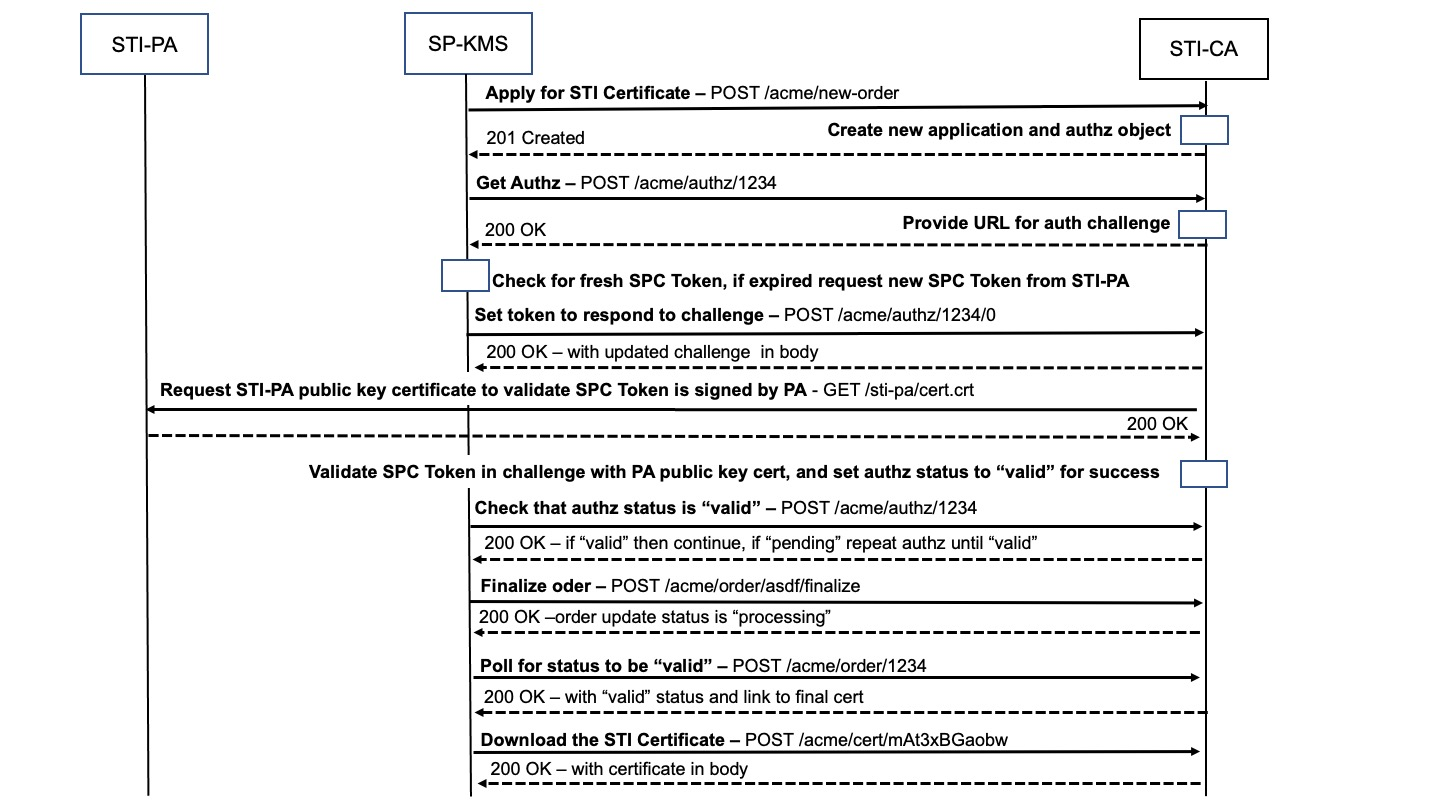 STI-PA
SP-KMS
STI-CA
Apply for STI Certificate – POST /acme/new-order
Create new application and authz object
201 Created
Get Authz – POST /acme/authz/1234
Provide URL for auth challenge
200 OK
Check for fresh SPC Token, if expired request new SPC Token from STI-PA
Set token to respond to challenge – POST /acme/authz/1234/0
200 OK – with updated challenge  in body
Request STI-PA public key certificate to validate SPC Token is signed by PA - GET /sti-pa/cert.crt
200 OK
Validate SPC Token in challenge with PA public key cert, and set authz status to “valid” for success
Check that authz status is “valid” – POST /acme/authz/1234
200 OK – if “valid” then continue, if “pending” repeat authz until “valid”
Finalize oder – POST /acme/order/asdf/finalize
200 OK –order update status is “processing”
Poll for status to be “valid” – POST /acme/order/1234
200 OK – with “valid” status and link to final cert
Download the STI Certificate – POST /acme/cert/mAt3xBGaobw
200 OK – with certificate in body